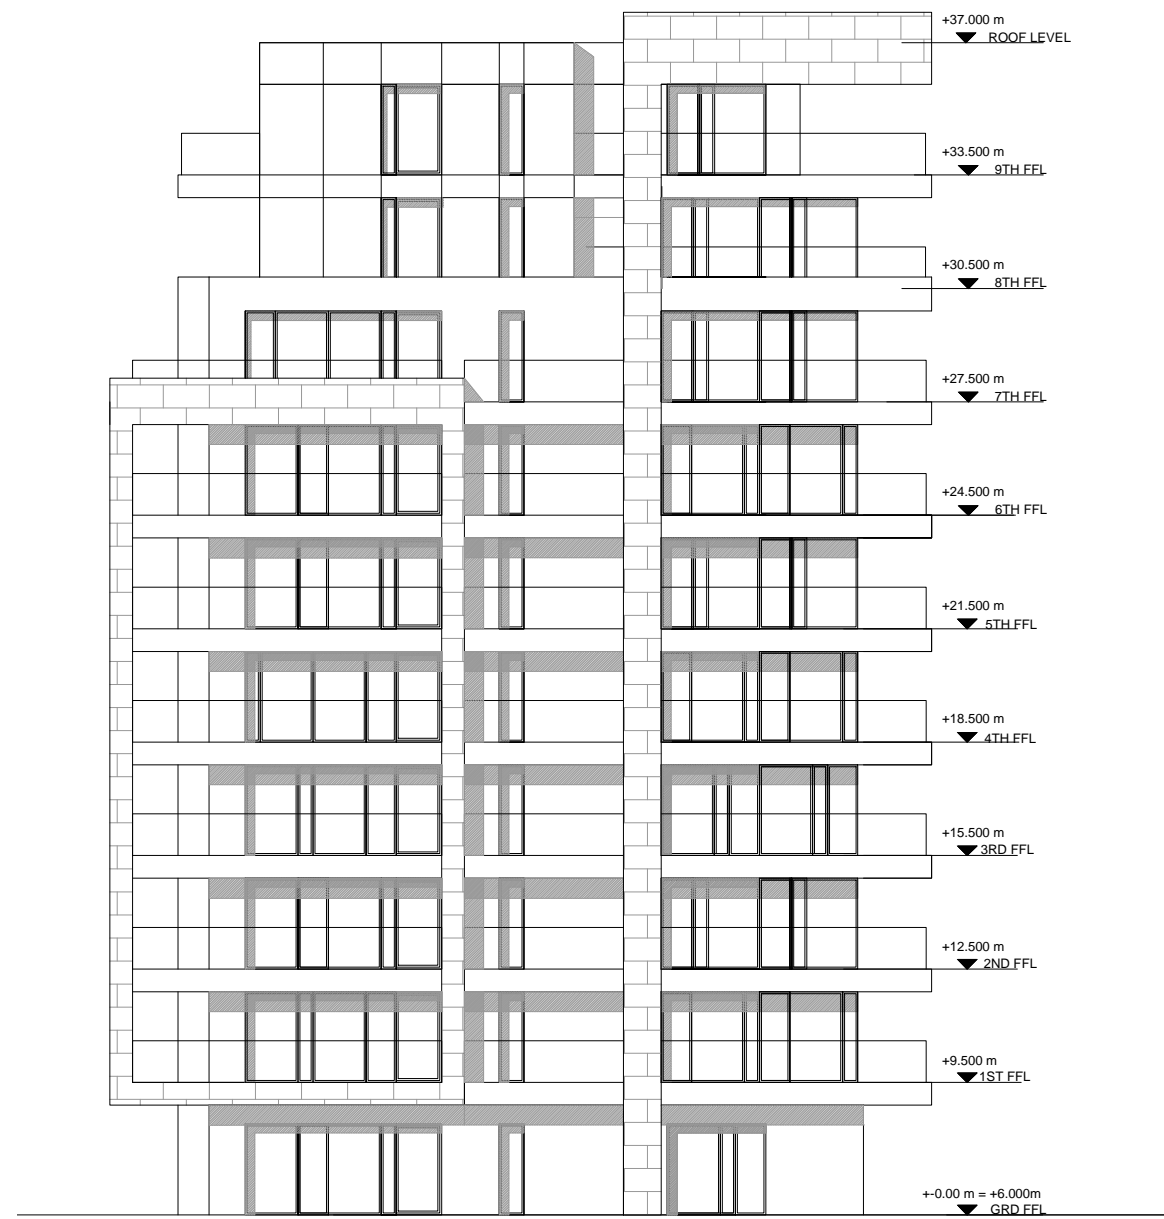 +37.000 m
ROOF LEVEL
+33.500 m
9TH FFL
+30.500 m
8TH FFL
+27.500 m
7TH FFL
+24.500 m
6TH FFL
+21.500 m
5TH FFL
+18.500 m
4TH FFL
+15.500 m
3RD FFL
+12.500 m
2ND FFL
+9.500 m
1ST FFL
+-0.00 m = +6.000m
GRD FFL